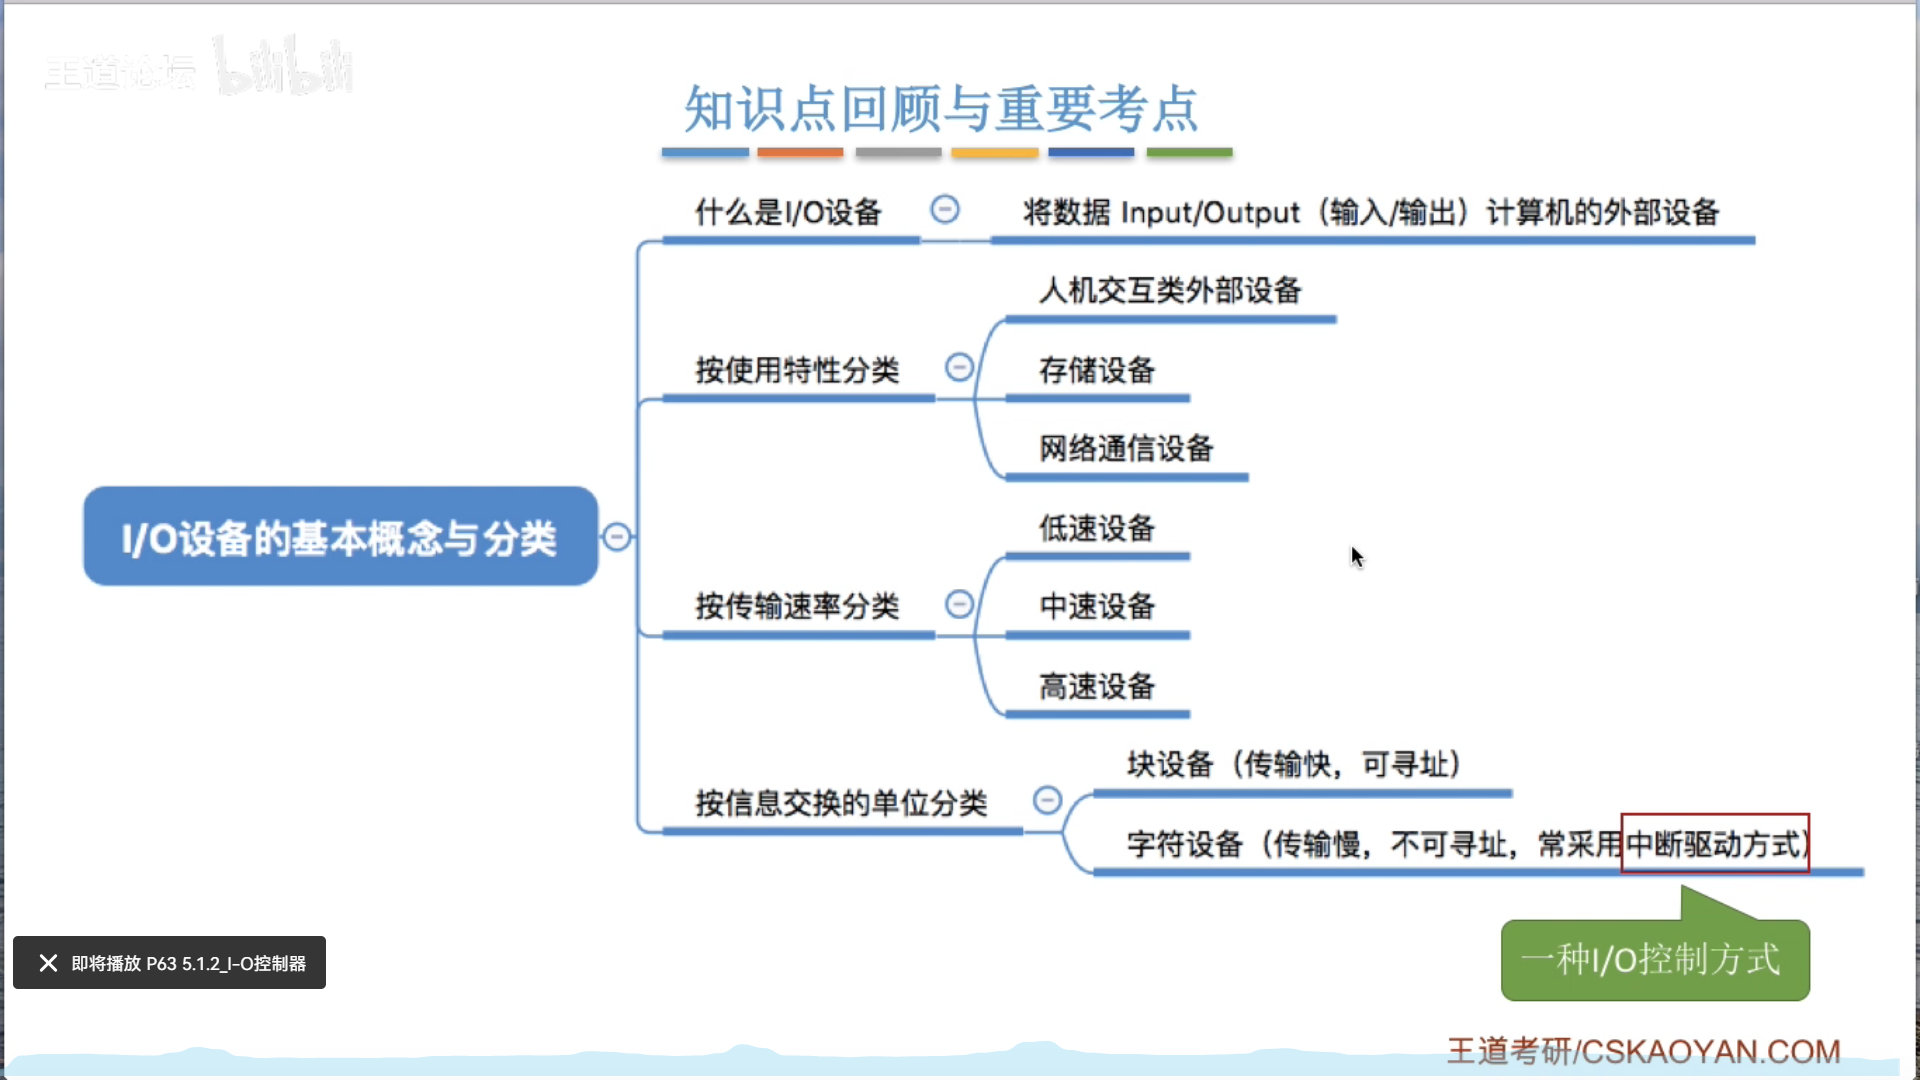 王道论坛 bilibili
知识点回顾与重要考点
什么是I/O设备
将数据 Input/Output（输入/输出）计算机的外部设备
人机交互类外部设备
按使用特性分类
存储设备
网络通信设备
I/O设备的基本概念与分类
低速设备
按传输速率分类
中速设备
高速设备
块设备（传输快，可寻址）
按信息交换的单位分类
字符设备（传输慢，不可寻址，常采用中断驱动方式）
一种I/O控制方式
即将播放 P63 5.1.2_I-O控制器
王道考研/CSKAOYAN.COM